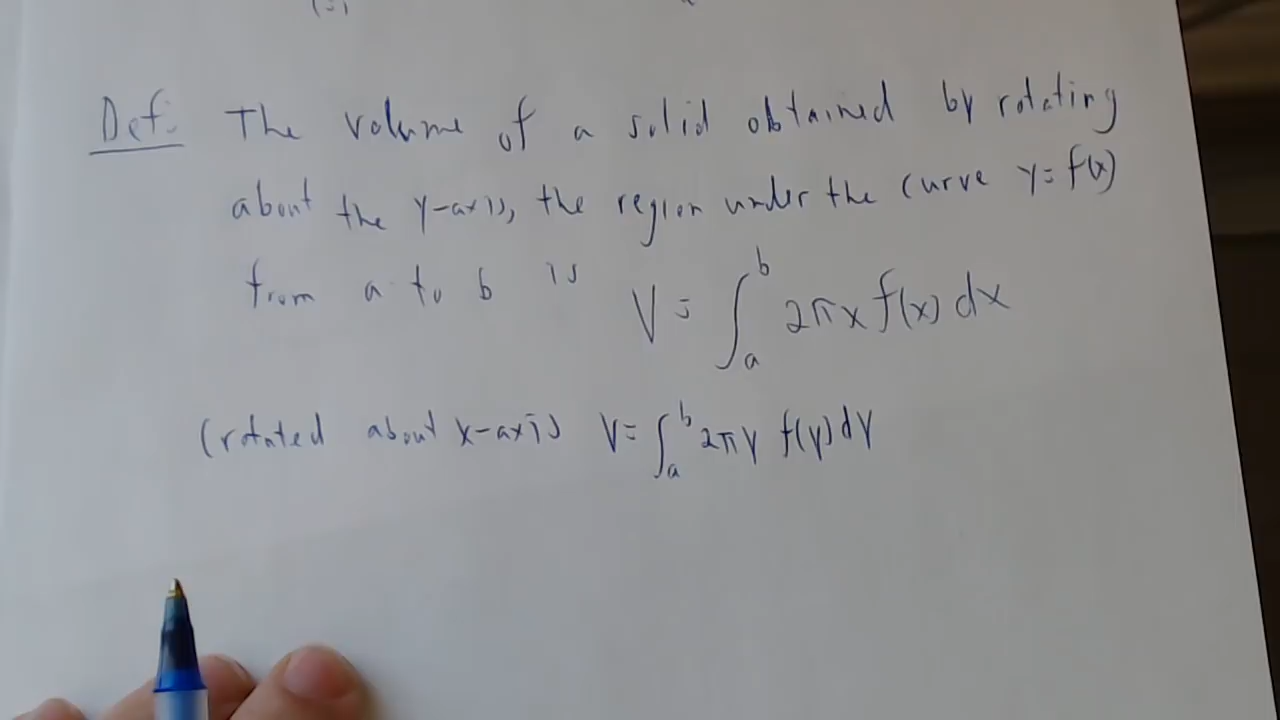 Def: The volume of a solid obtained by rotating
about the y-axis, the region under the curve y=f(x)
from a to b is V = ∫_a^b 2πx f(x) dx
(rotated about x-axis V= ∫_a^b 2πy f(y) dy